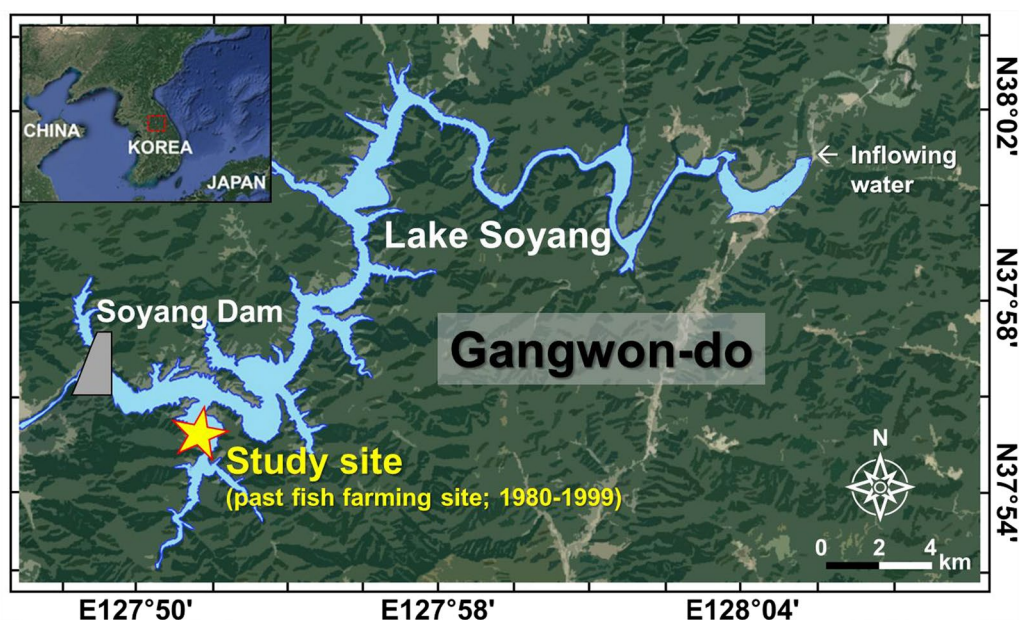 CHINA
KOREA
JAPAN
N38°02'
← Inflowing
water
Lake Soyang
Soyang Dam
N37°58'
Gangwon-do
Study site
(past fish farming site; 1980-1999)
N
N37°54'
0 2 4
km
E127°50' E127°58' E128°04'